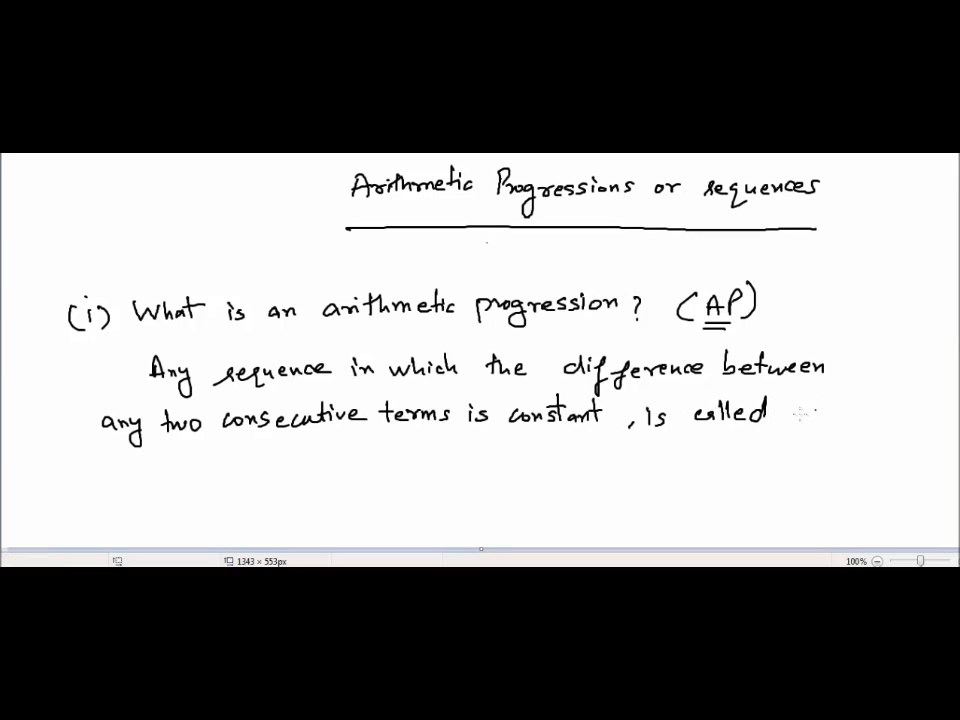 Arithmetic Progressions or sequences
(i) What is an arithmetic progression? (AP)
Any sequence in which the difference between
any two consecutive terms is constant, is called
1343 × 553px 100%